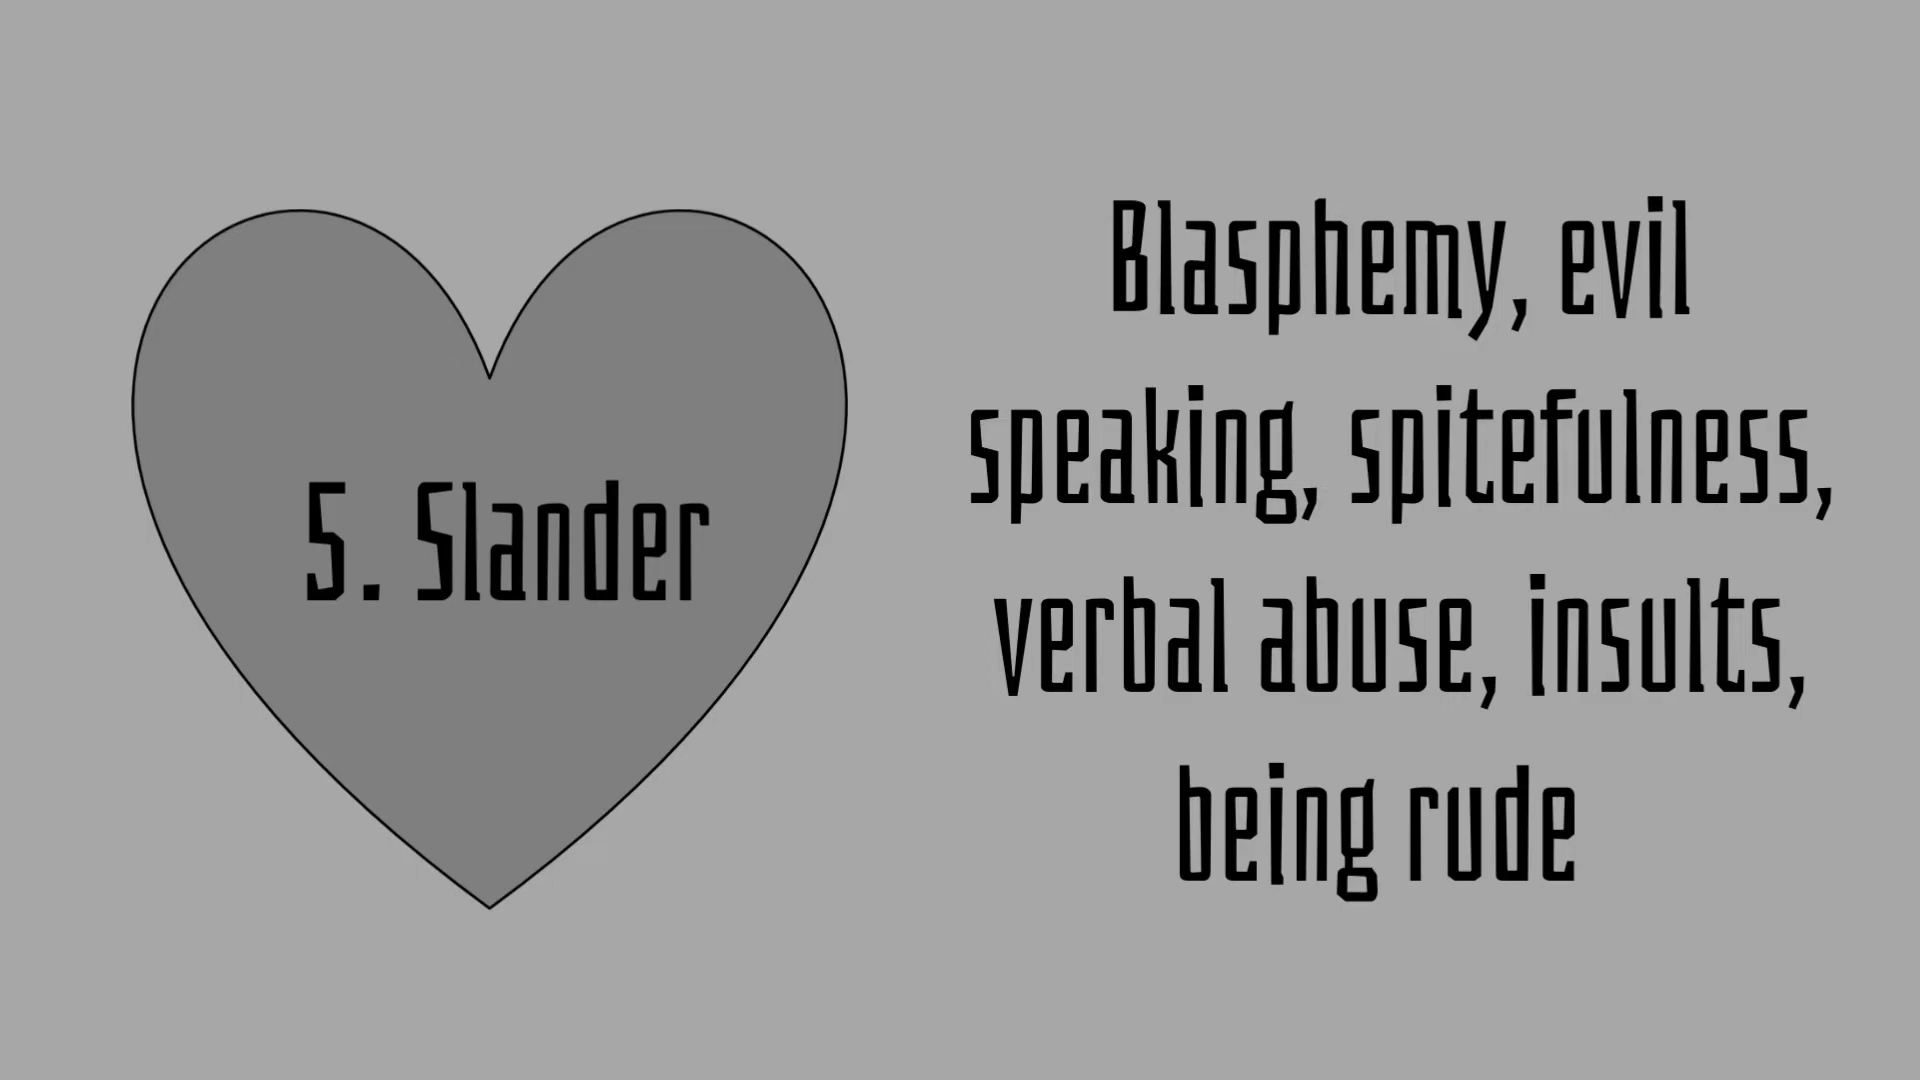 5. Slander
Blasphemy, evil
speaking, spitefulness,
verbal abuse, insults,
being rude